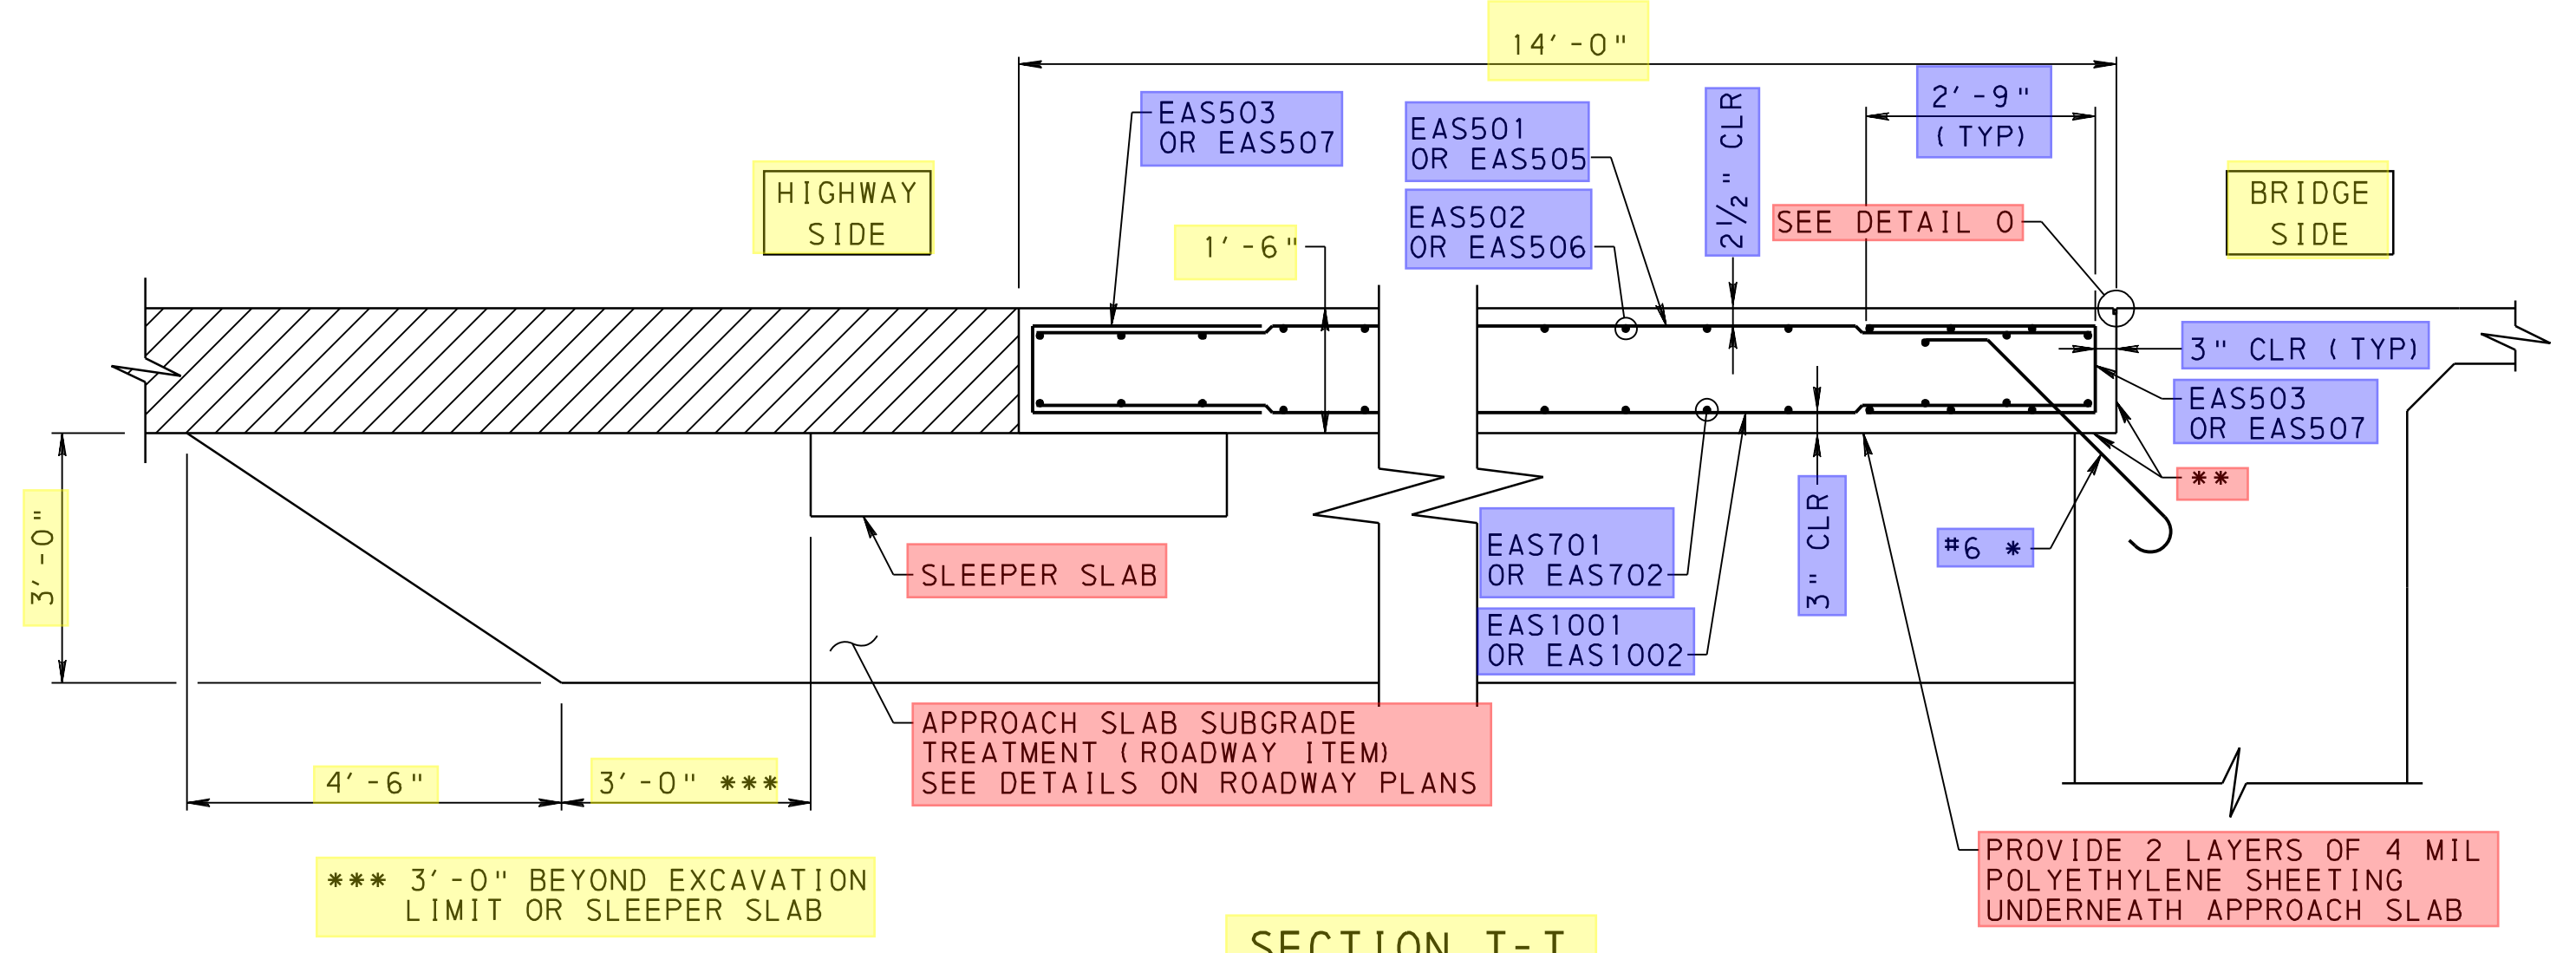 14'-0"
EAS503
OR EAS507
EAS501
OR EAS505
2½" CLR
2'-9"
(TYP)
HIGHWAY
SIDE
1'-6"
EAS502
OR EAS506
SEE DETAIL O
BRIDGE
SIDE
3" CLR (TYP)
EAS503
OR EAS507
**
3'-0"
SLEEPER SLAB
EAS701
OR EAS702
3" CLR
#6 *
EAS1001
OR EAS1002
APPROACH SLAB SUBGRADE
TREATMENT (ROADWAY ITEM)
SEE DETAILS ON ROADWAY PLANS
4'-6"
3'-0" ***
*** 3'-0" BEYOND EXCAVATION
LIMIT OR SLEEPER SLAB
PROVIDE 2 LAYERS OF 4 MIL
POLYETHYLENE SHEETING
UNDERNEATH APPROACH SLAB
SECTION T-T